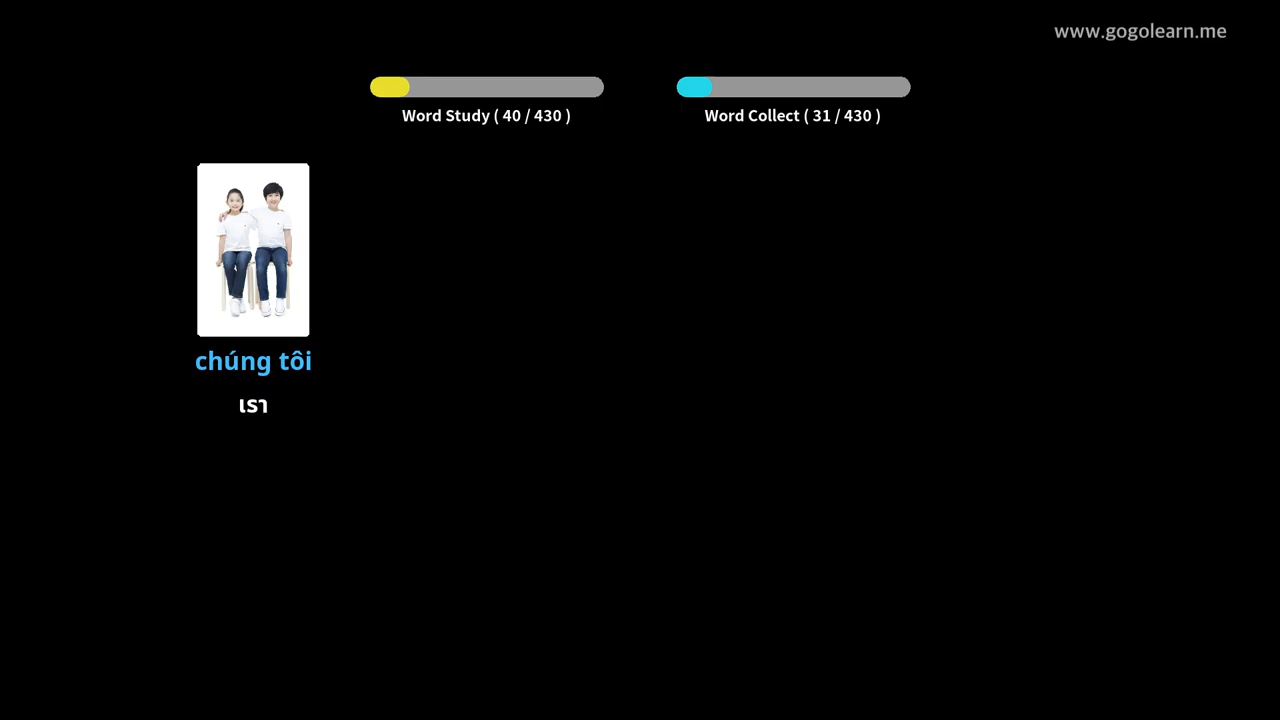 www.gogolearn.me
Word Study ( 40 / 430 )
Word Collect ( 31 / 430 )
chúng tôi
เรา